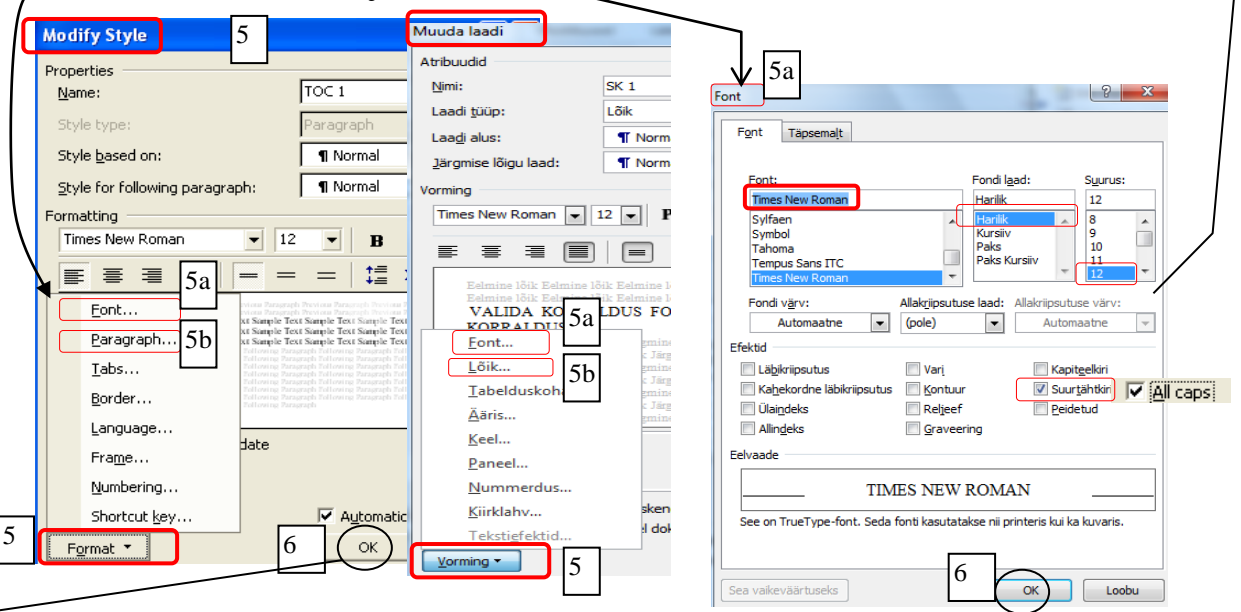 Modify Style
5
Properties
Name:
TOC 1
Style type:
Paragraph
Style based on:
¶ Normal
Style for following paragraph:
¶ Normal
Formatting
Times New Roman
12
B
5a
Font...
Paragraph...
5b
Tabs...
Border...
Language...
Frame...
Numbering...
Shortcut key...
date
Automatic
5
Format
6
OK
Muuda laadi
Atribuudid
Nimi:
SK 1
Laadi tüüp:
Lõik
Laadi alus:
¶ Norm
Järgmise lõigu laad:
¶ Norm
Vorming
Times New Roman
12
P
Eelmine lõik Eelmine lõik Eelmine l
Eelmine lõik Eelmine lõik Eelmine l
VALIDA KO
LDUS FO
KORRALDUS
5a
Font...
Lõik...
5b
Tabelduskoha
Ääris...
Keel...
Paneel...
Nummerdus...
Kiirklahv...
Tekstiefektid...
sken
l dok
Vorming
5
5a
Font
Font
Täpsemalt
Font:
Fondi laad:
Suurus:
Times New Roman
Harilik
12
Sylfaen
Symbol
Tahoma
Tempus Sans ITC
Times New Roman
Harilik
Kursiiv
Paks
Paks Kursiiv
8
9
10
11
12
Fondi värv:
Allakriipsutuse laad:
Allakriipsutuse värv:
Automaatne
(pole)
Automaatne
Efektid
Läbikriipsutus
Vari
Kapiteelkiri
Kahekordne läbikriipsutus
Kontuur
Suurtähtkiri
All caps
Ülaindeks
Reljeef
Peidetud
Allindeks
Graveering
Eelvaade
TIMES NEW ROMAN
See on TrueType-font. Seda fonti kasutatakse nii printeris kui ka kuvaris.
6
Sea vaikeväärtuseks
OK
Loobu